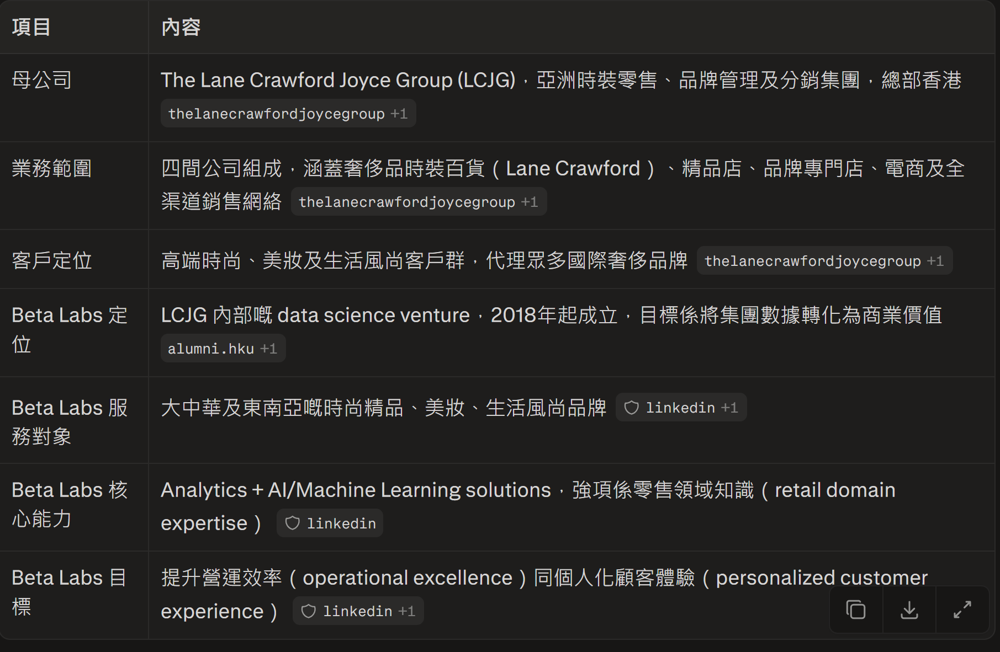 項目
內容
母公司
The Lane Crawford Joyce Group (LCJG)，亞洲時裝零售、品牌管理及分銷集團，總部香港
thelanecrawfordjoycegroup +1
業務範圍
四間公司組成，涵蓋奢侈品時裝百貨（Lane Crawford）、精品店、品牌專門店、電商及全
渠道銷售網絡 thelanecrawfordjoycegroup +1
客戶定位
高端時尚、美妝及生活風尚客戶群，代理眾多國際奢侈品牌 thelanecrawfordjoycegroup +1
Beta Labs 定
位
LCJG 內部嘅 data science venture，2018年起成立，目標係將集團數據轉化為商業價值
alumni.hku +1
Beta Labs 服
務對象
大中華及東南亞嘅時尚精品、美妝、生活風尚品牌 linkedin +1
Beta Labs 核
心能力
Analytics + AI/Machine Learning solutions，強項係零售領域知識（retail domain
expertise） linkedin
Beta Labs 目
標
提升營運效率（operational excellence）同個人化顧客體驗（personalized customer
experience） linkedin +1